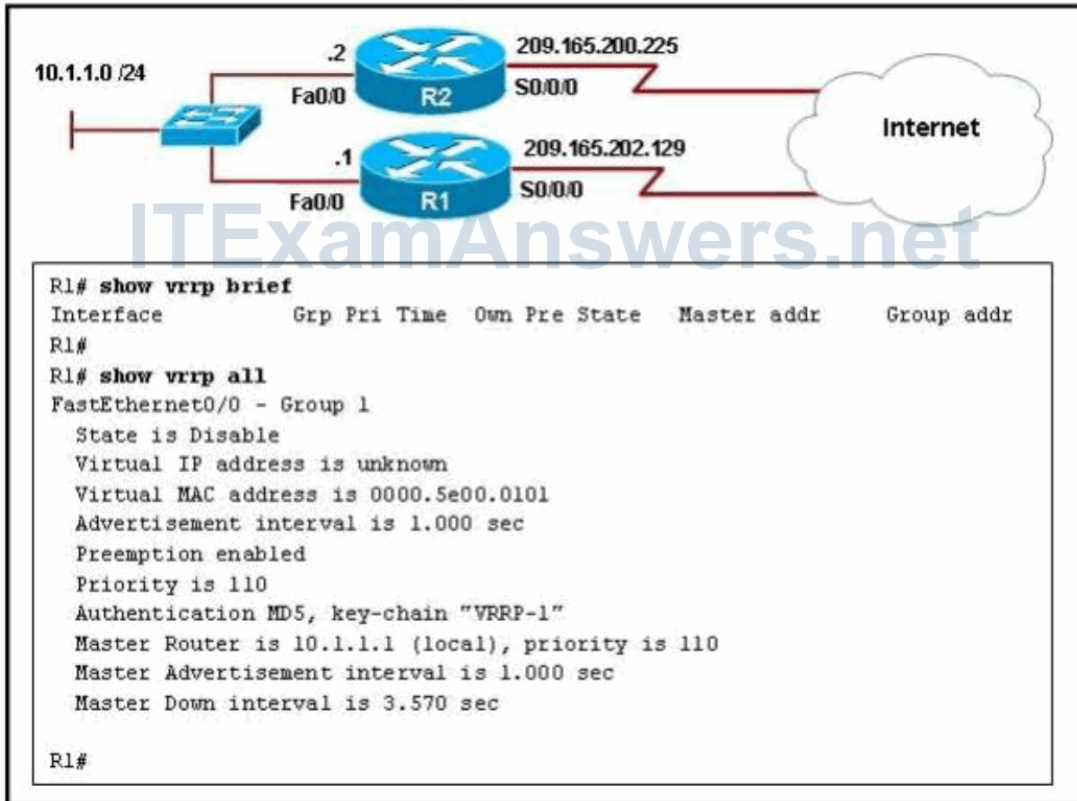 10.1.1.0 /24
.2
Fa0/0
R2
209.165.200.225
S0/0/0
Internet
.1
Fa0/0
R1
209.165.202.129
S0/0/0
ITExamAnswers.net
R1# show vrrp brief
Interface Grp Pri Time Own Pre State Master addr Group addr
R1#
R1# show vrrp all
FastEthernet0/0 - Group 1
State is Disable
Virtual IP address is unknown
Virtual MAC address is 0000.5e00.0101
Advertisement interval is 1.000 sec
Preemption enabled
Priority is 110
Authentication MD5, key-chain "VRRP-1"
Master Router is 10.1.1.1 (local), priority is 110
Master Advertisement interval is 1.000 sec
Master Down interval is 3.570 sec
R1#